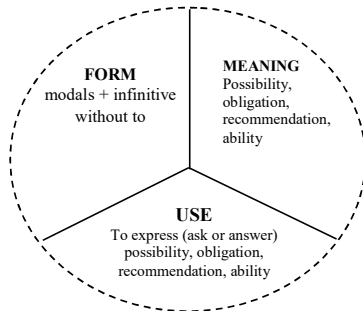 FORM
modals + infinitive
without to
MEANING
Possibility,
obligation,
recommendation,
ability
USE
To express (ask or answer)
possibility, obligation,
recommendation, ability